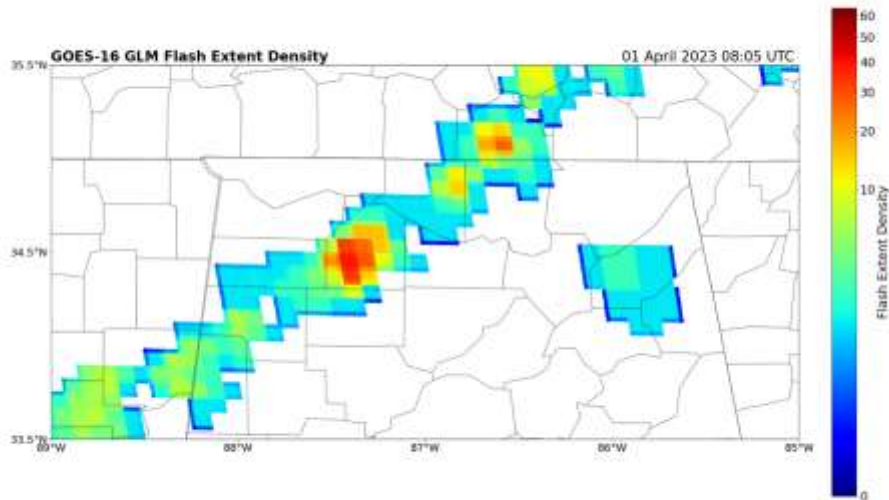 GOES-16 GLM Flash Extent Density 01 April 2023 08:05 UTC
35.5°N
34.5°N
33.5°N
89°W 88°W 87°W 86°W 85°W
60
50
40
30
20
10
0
Flash Extent Density